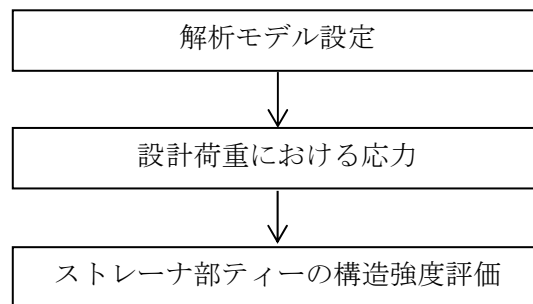 解析モデル設定
設計荷重における応力
ストレーナ部ティーの構造強度評価